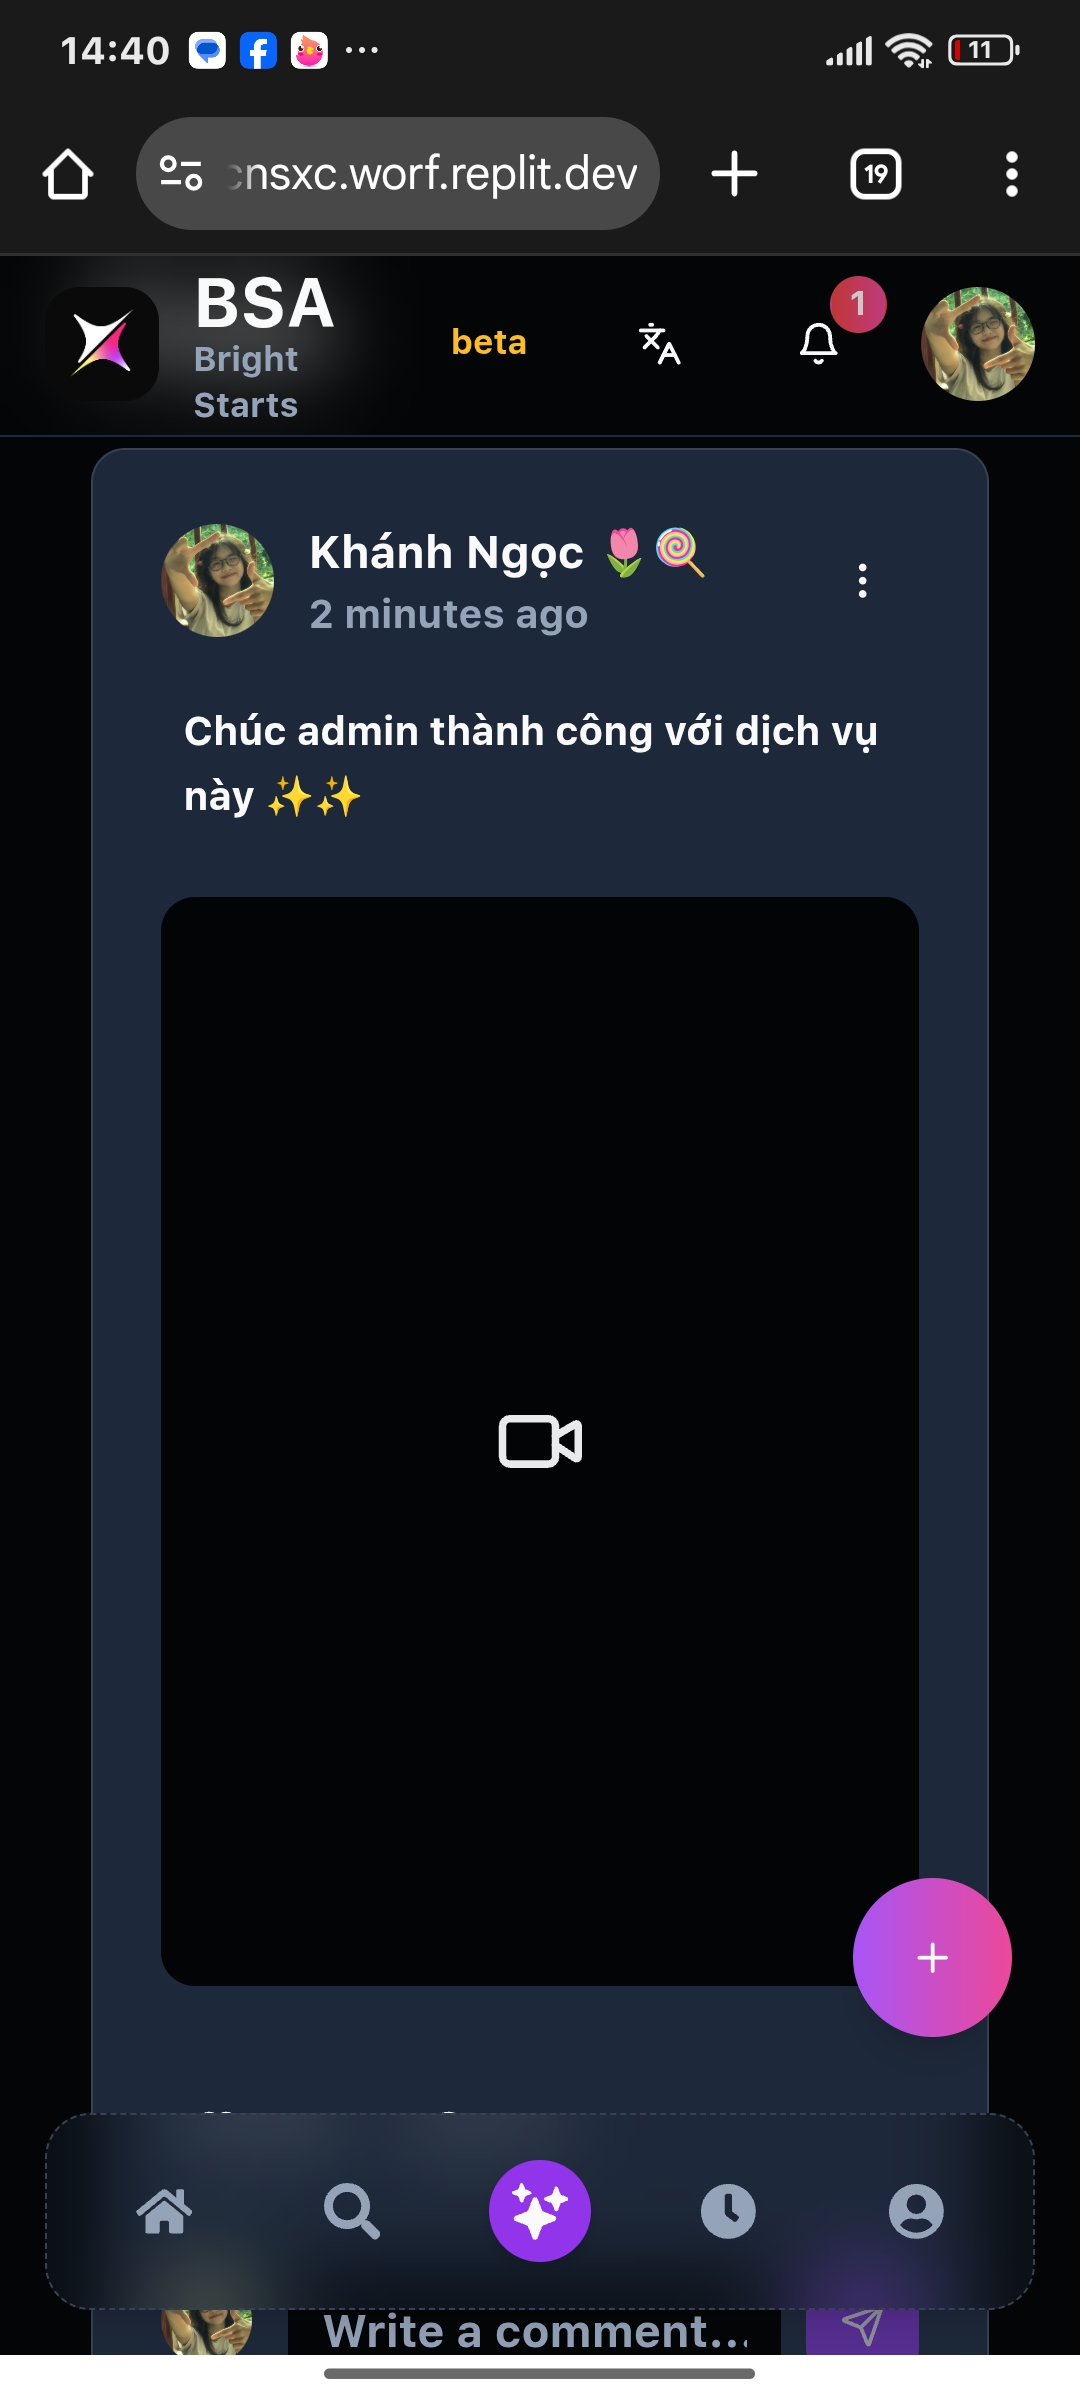 14:40
11
nsxc.worf.replit.dev
19
BSA
Bright
Starts
beta
1
Khánh Ngọc 🌷🍭
2 minutes ago
Chúc admin thành công với dịch vụ
này ✨✨
Write a comment...